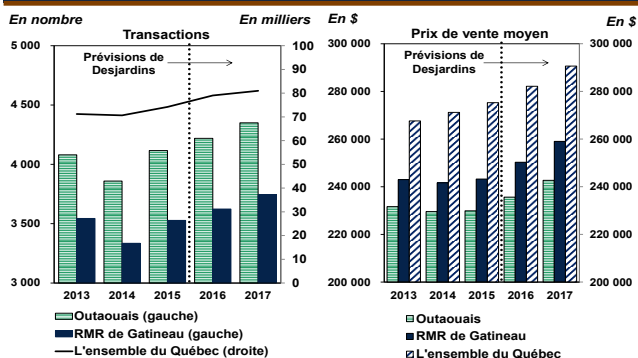 En nombre
En milliers
Transactions
5 000
4 500
4 000
3 500
3 000
100
90
80
70
60
50
40
30
20
10
0
Prévisions de
Desjardins
2013 2014 2015 2016 2017
Outaouais (gauche)
RMR de Gatineau (gauche)
L'ensemble du Québec (droite)
En $
En $
Prix de vente moyen
300 000
280 000
260 000
240 000
220 000
200 000
300 000
280 000
260 000
240 000
220 000
200 000
Prévisions de
Desjardins
2013 2014 2015 2016 2017
Outaouais
RMR de Gatineau
L'ensemble du Québec